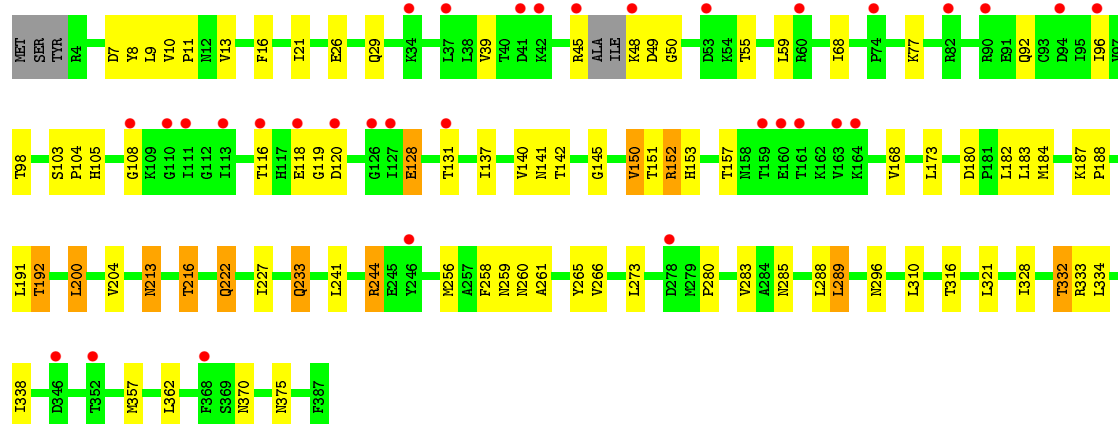 MET SER TYR R4 D7 Y8 L9 V10 P11 N12 V13 F16 I21 E26 Q29 K34 L37 L38 V39 T40 D41 K42 R45 ALA ILE K48 D49 G50 D53 K54 T55 L59 R60 I68 P74 K77 R82 R90 E91 Q92 C93 D94 I95 I96 V97
T98 S103 P104 H105 G108 K109 G110 I111 G112 I113 T116 H117 E118 G119 D120 G126 I127 E128 T131 I137 V140 N141 T142 G145 V150 T151 R152 H153 T157 N158 T159 E160 T161 K162 V163 K164 V168 L173 D180 P181 L182 L183 M184 K187 P188
L191 T192 L200 V204 N213 T216 Q222 I227 Q233 L241 R244 E245 Y246 M256 A257 F258 N259 N260 A261 Y265 V266 L273 D278 M279 P280 V283 A284 N285 L288 L289 N296 L310 T316 L321 I328 T332 R333 L334
I338 D346 T352 M357 L362 F368 S369 N370 N375 F387